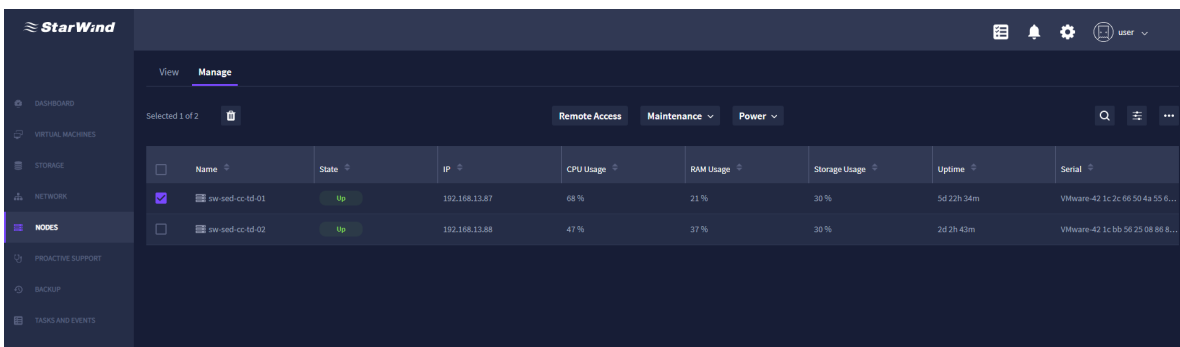 StarWind
user
View Manage
DASHBOARD
Selected 1 of 2 Remote Access Maintenance Power
VIRTUAL MACHINES
STORAGE
Name State IP CPU Usage RAM Usage Storage Usage Uptime Serial
NETWORK
sw-sed-cc-td-01 Up 192.168.13.87 68 % 21 % 30 % 5d 22h 34m VMware-42 1c 2c 66 50 4a 55 6...
NODES
sw-sed-cc-td-02 Up 192.168.13.88 47 % 37 % 30 % 2d 2h 43m VMware-42 1c bb 56 25 08 86 8...
PROACTIVE SUPPORT
BACKUP
TASKS AND EVENTS